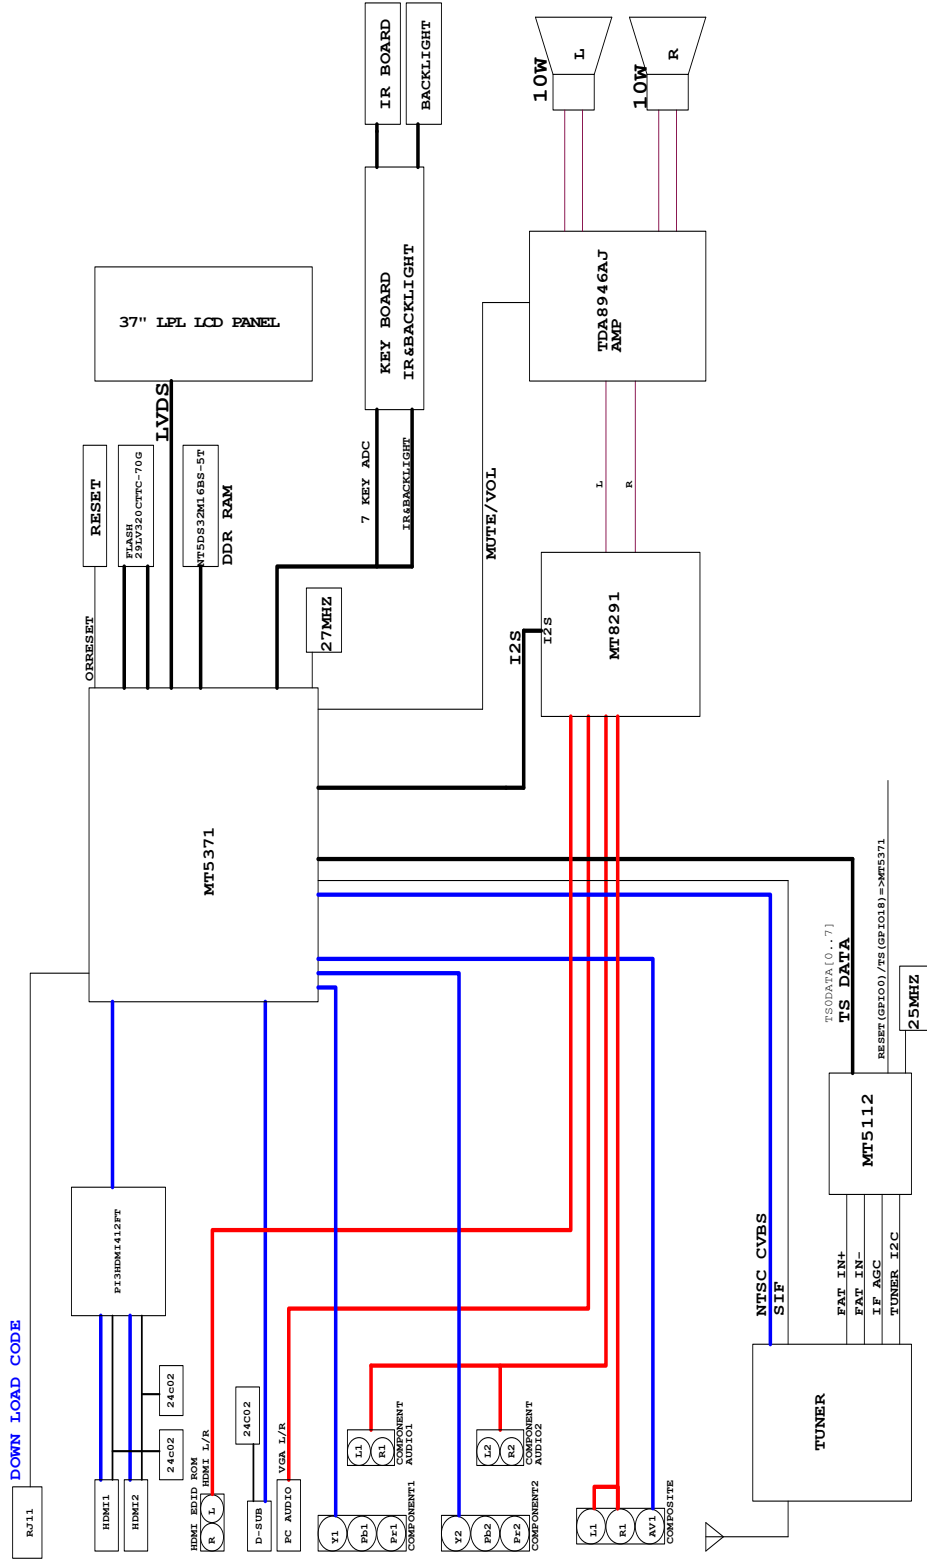 DOWN LOAD CODE
RJ11
HDMI1
HDMI2
24c02
24c02
PI3HDMI412FT
HDMI EDID ROM
HDMI L/R
R
L
24C02
D-SUB
VGA L/R
PC AUDIO
Y1
Pb1
Pr1
COMPONENT1
L1
R1
COMPONENT
AUDIO1
Y2
Pb2
Pr2
COMPONENT2
L2
R2
COMPONENT
AUDIO2
L1
R1
AV1
COMPOSITE
MT5371
ORRESET
RESET
FLASH
29LV320CTTC-70G
LVDS
37" LPL LCD PANEL
NT5DS32M16BS-5T
DDR RAM
27MHZ
7 KEY ADC
IR&BACKLIGHT
KEY BOARD
IR&BACKLIGHT
IR BOARD
BACKLIGHT
MUTE/VOL
I2S
I2S
MT8291
L
R
TDA8946AJ
AMP
10W
L
10W
R
TUNER
NTSC CVBS
SIF
FAT IN+
FAT IN-
IF AGC
TUNER I2C
MT5112
TS0DATA[0..7]
TS DATA
RESET(GPIO0)/TS(GPIO18)=>MT5371
25MHZ